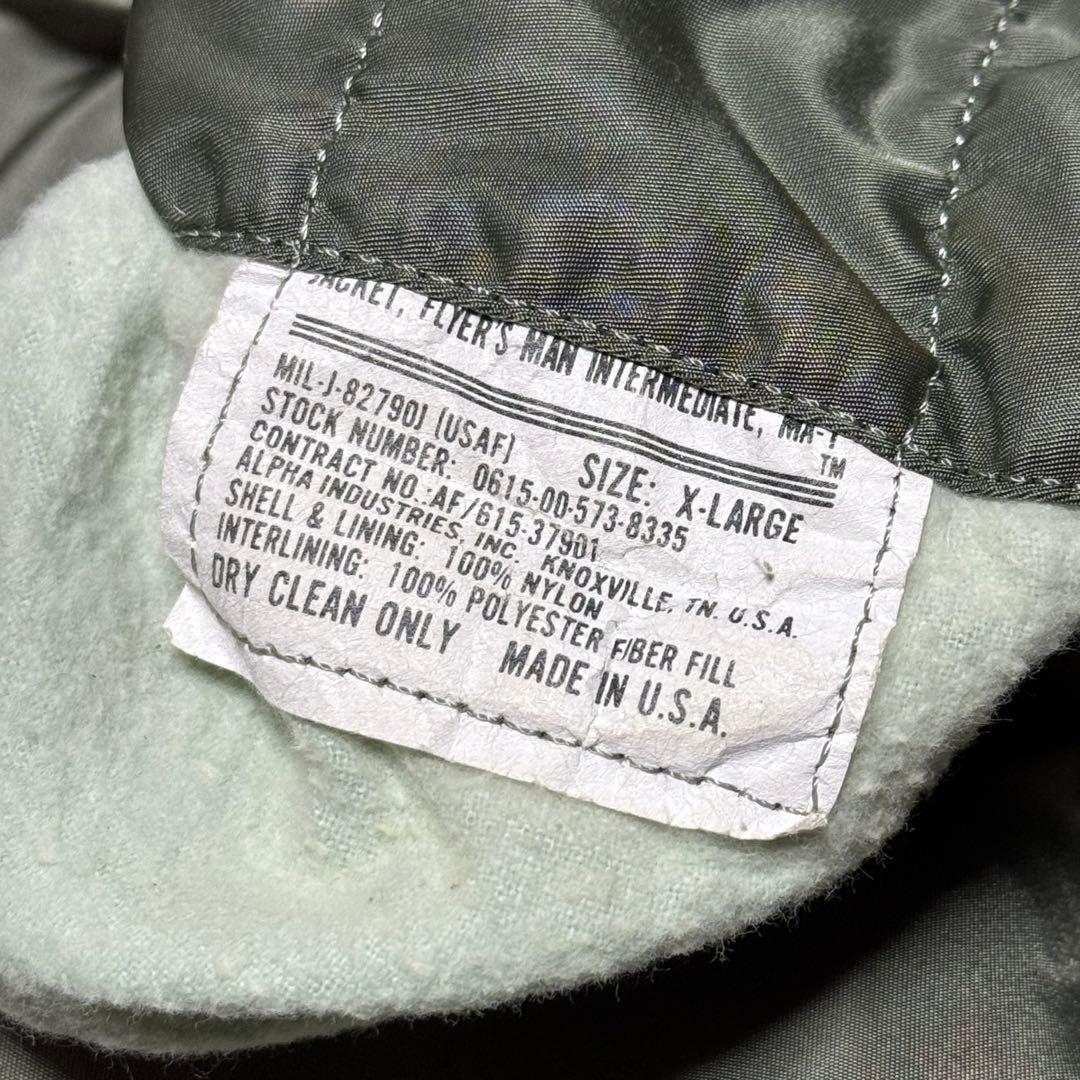 JACKET, FLYER'S MAN INTERMEDIATE, MA-1
TM
MIL-J-82790J (USAF) SIZE: X-LARGE
STOCK NUMBER: 0615-00-573-8335
CONTRACT NO.:AF/615-37901
ALPHA INDUSTRIES, INC. KNOXVILLE, TN. U.S.A.
SHELL & LINING: 100% NYLON
INTERLINING: 100% POLYESTER FIBER FILL
DRY CLEAN ONLY MADE IN U.S.A.